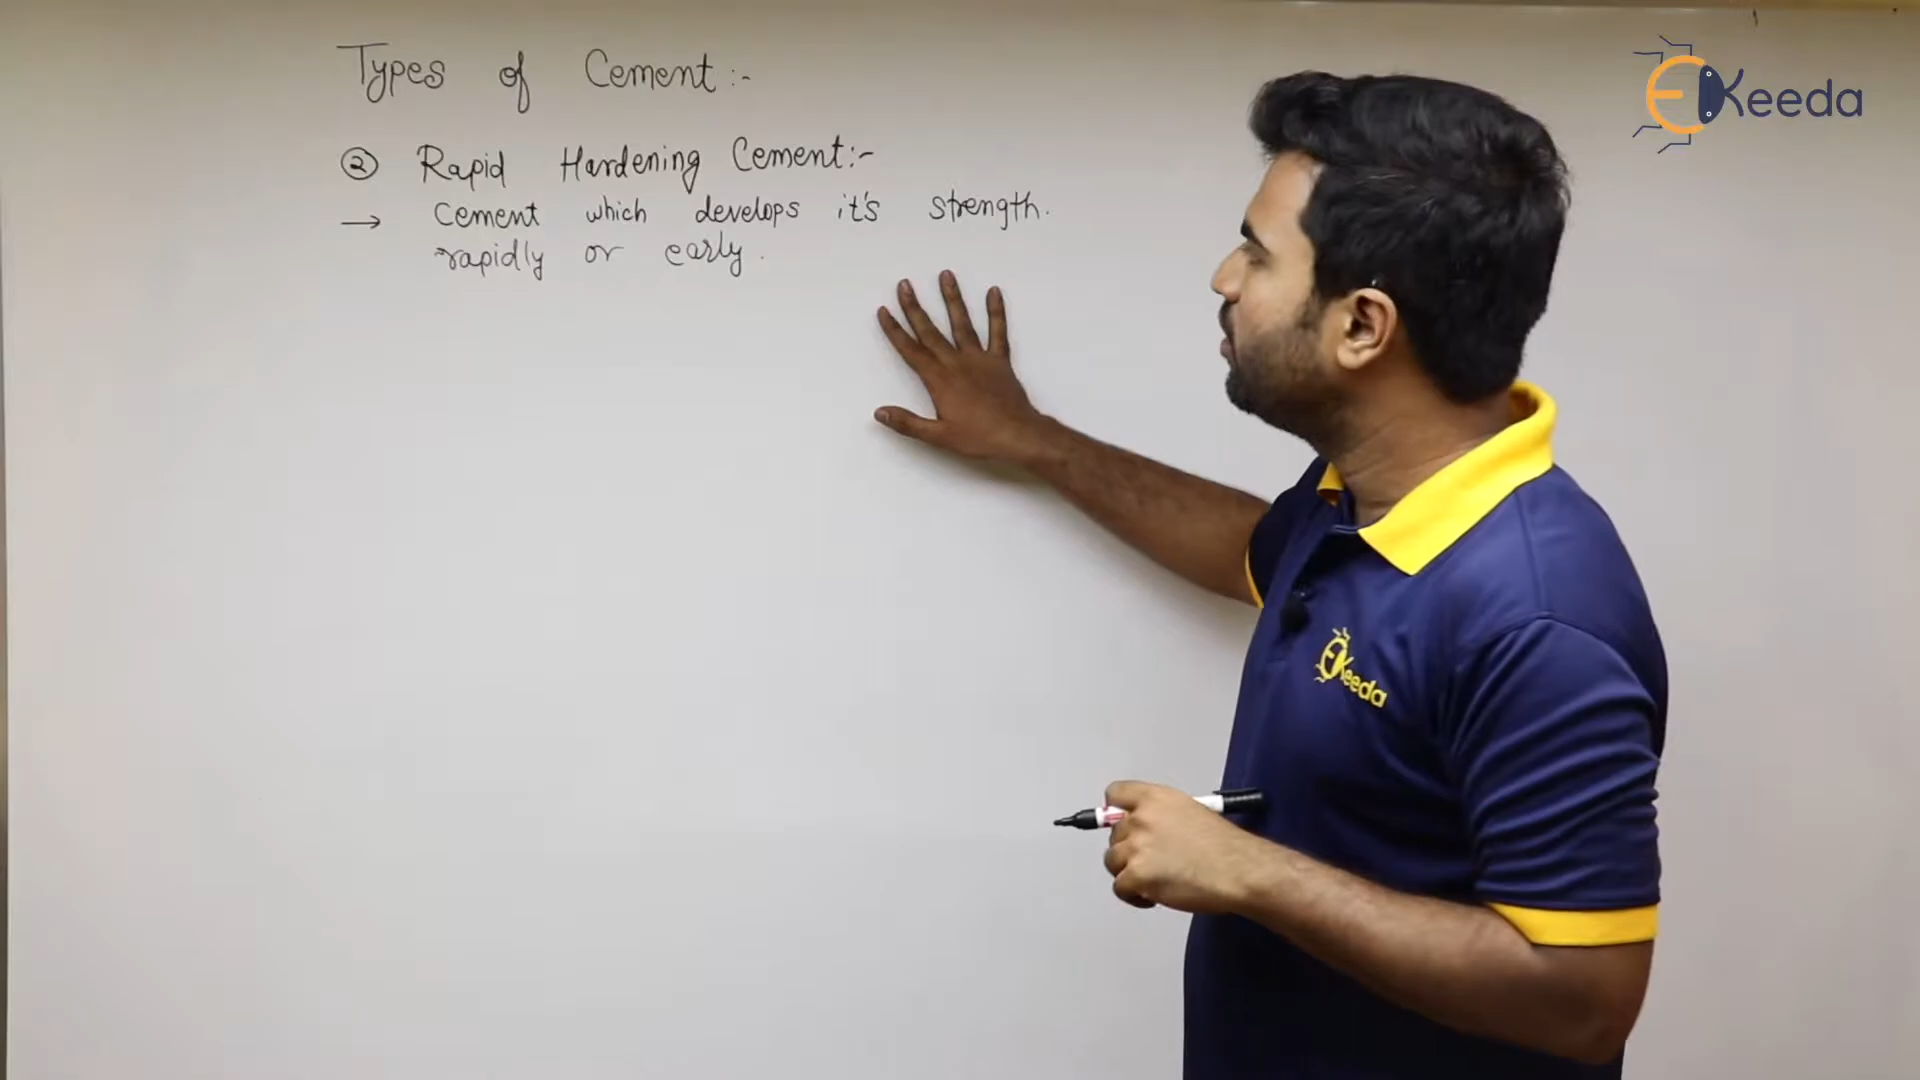 Types of Cement:-
② Rapid Hardening Cement:-
→ Cement which develops it's strength.
rapidly or early.
EKeeda
EKeeda